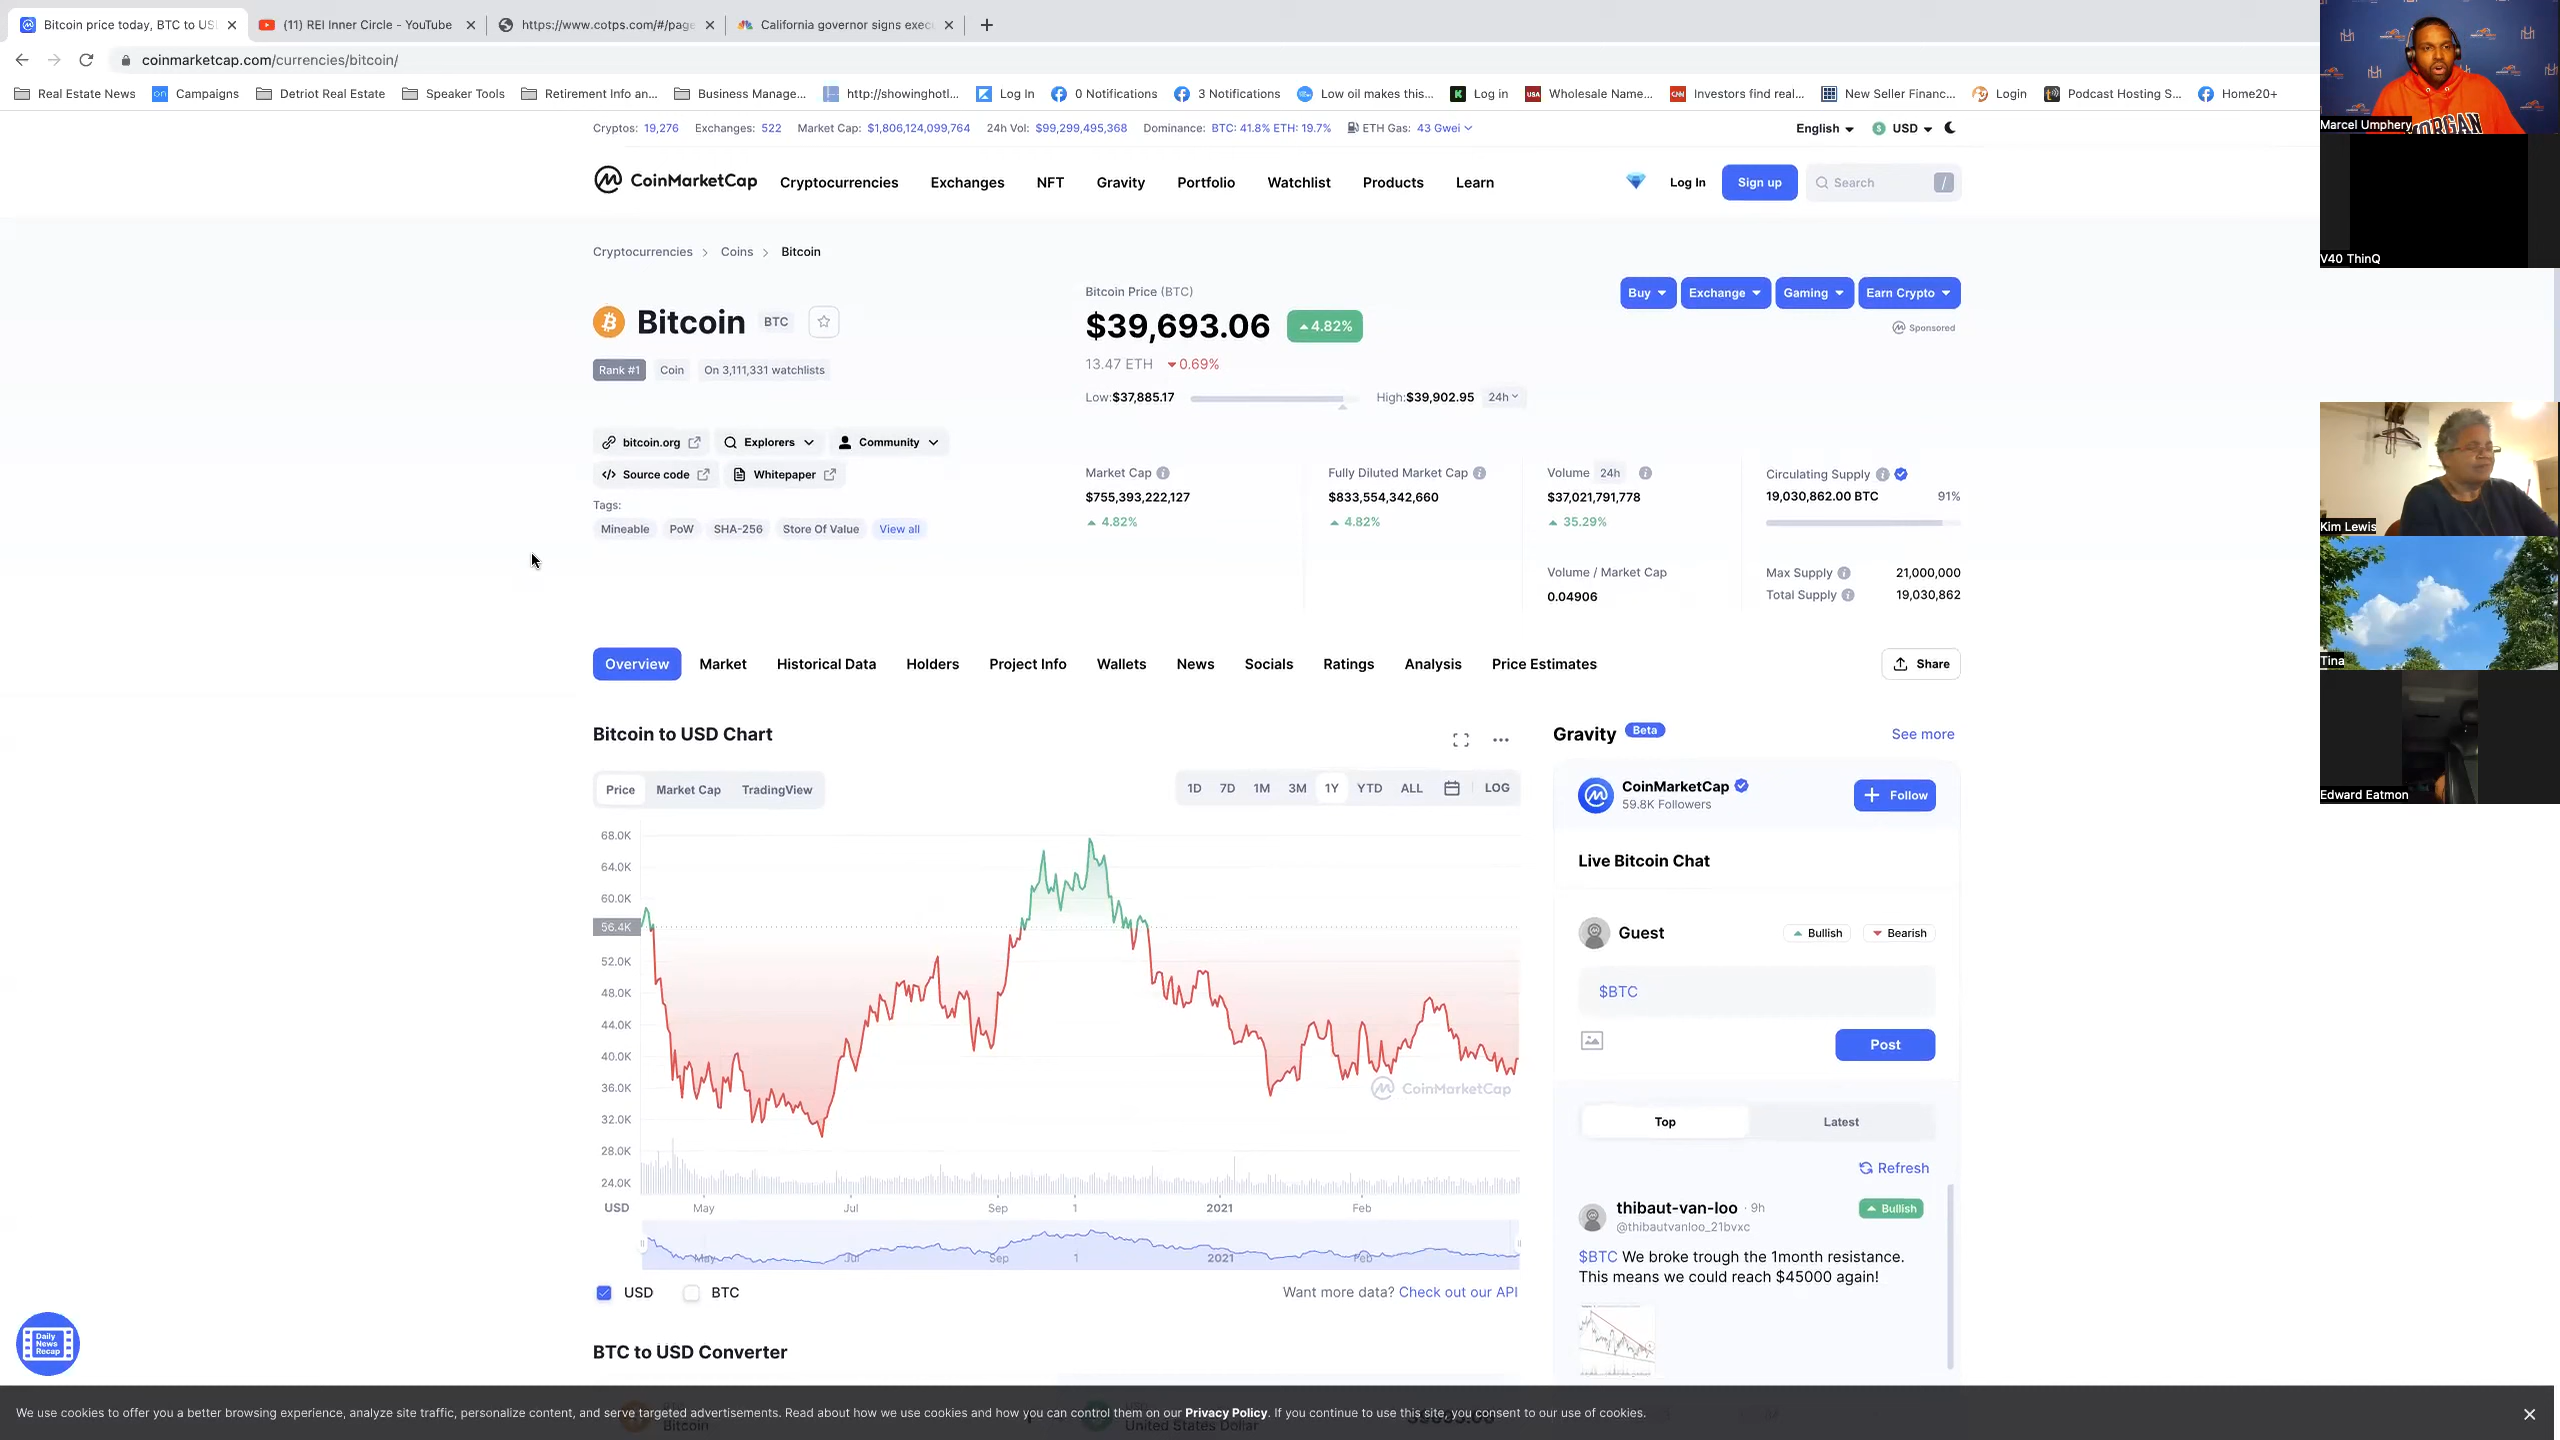 Bitcoin price today, BTC to US
(11) REI Inner Circle - YouTube
https://www.cotps.com/#/page
California governor signs exec
coinmarketcap.com/currencies/bitcoin/
Real Estate News
Campaigns
Detriot Real Estate
Speaker Tools
Retirement Info an...
Business Manage...
http://showinghotl...
Log In
0 Notifications
3 Notifications
Low oil makes this...
Log in
Wholesale Name...
Investors find real...
New Seller Financ...
Login
Podcast Hosting S...
Home20+
Cryptos: 19,276 Exchanges: 522 Market Cap: $1,806,124,099,764 24h Vol: $99,299,495,368 Dominance: BTC: 41.8% ETH: 19.7% ETH Gas: 43 Gwei
English USD
CoinMarketCap
Cryptocurrencies Exchanges NFT Gravity Portfolio Watchlist Products Learn
Log In
Sign up
Search /
Cryptocurrencies > Coins > Bitcoin
Bitcoin BTC
Rank #1 Coin On 3,111,331 watchlists
bitcoin.org Explorers Community
Source code Whitepaper
Tags:
Mineable PoW SHA-256 Store Of Value View all
Bitcoin Price (BTC)
$39,693.06 4.82%
13.47 ETH 0.69%
Low:$37,885.17 High:$39,902.95 24h
Buy Exchange Gaming Earn Crypto
Sponsored
Market Cap
$755,393,222,127
4.82%
Fully Diluted Market Cap
$833,554,342,660
4.82%
Volume 24h
$37,021,791,778
35.29%
Volume / Market Cap
0.04906
Circulating Supply
19,030,862.00 BTC 91%
Max Supply 21,000,000
Total Supply 19,030,862
Overview Market Historical Data Holders Project Info Wallets News Socials Ratings Analysis Price Estimates
Share
Bitcoin to USD Chart
Price Market Cap TradingView
1D 7D 1M 3M 1Y YTD ALL LOG
68.0K
64.0K
60.0K
56.4K
52.0K
48.0K
44.0K
40.0K
36.0K
32.0K
28.0K
24.0K
CoinMarketCap
USD May Jul Sep 1 2021 Feb
May Jul Sep 1 2021 Feb
USD BTC
Want more data? Check out our API
BTC to USD Converter
Bitcoin
United States Dollar
Gravity Beta
See more
CoinMarketCap
59.8K Followers
Follow
Live Bitcoin Chat
Guest
Bullish Bearish
$BTC
Post
Top Latest
Refresh
thibaut-van-loo · 9h
@thibautvanloo_21bvxc
Bullish
$BTC We broke trough the 1month resistance.
This means we could reach $45000 again!
Daily
News
Recap
We use cookies to offer you a better browsing experience, analyze site traffic, personalize content, and serve targeted advertisements. Read about how we use cookies and how you can control them on our Privacy Policy. If you continue to use this site, you consent to our use of cookies.
MORGAN
Marcel Umphery
V40 ThinQ
Kim Lewis
Tina
Edward Eatmon